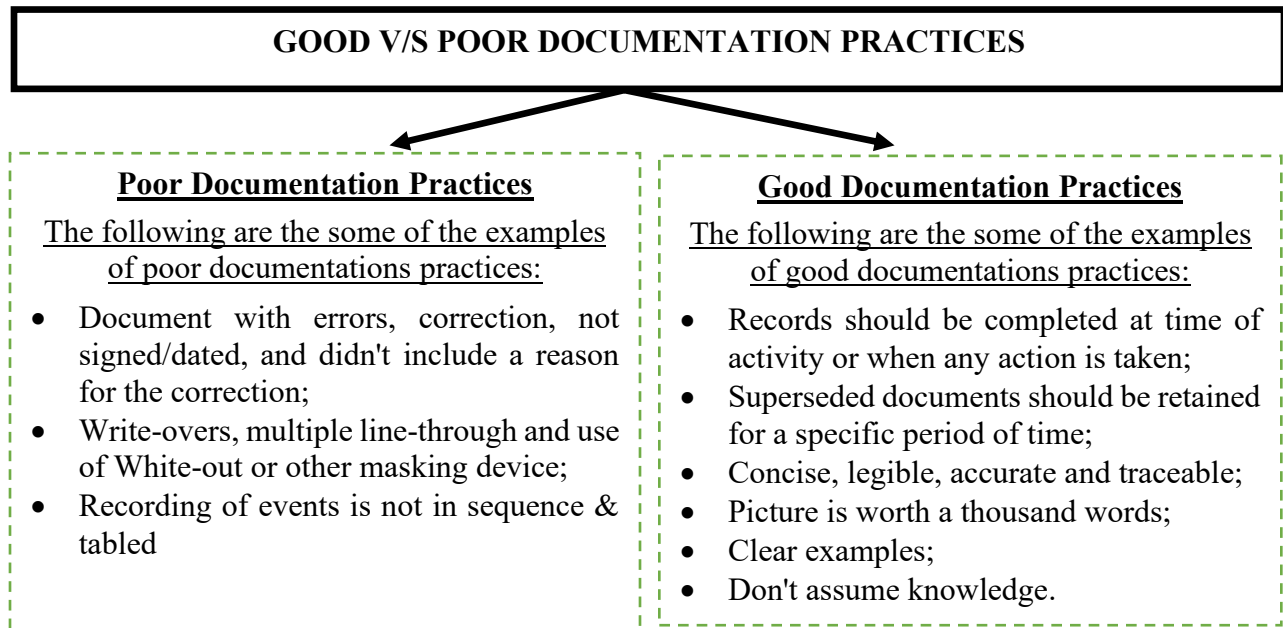 GOOD V/S POOR DOCUMENTATION PRACTICES
Poor Documentation Practices
The following are the some of the examples
of poor documentations practices:
• Document with errors, correction, not
signed/dated, and didn't include a reason
for the correction;
• Write-overs, multiple line-through and use
of White-out or other masking device;
• Recording of events is not in sequence &
tabled
Good Documentation Practices
The following are the some of the examples
of good documentations practices:
• Records should be completed at time of
activity or when any action is taken;
• Superseded documents should be retained
for a specific period of time;
• Concise, legible, accurate and traceable;
• Picture is worth a thousand words;
• Clear examples;
• Don't assume knowledge.